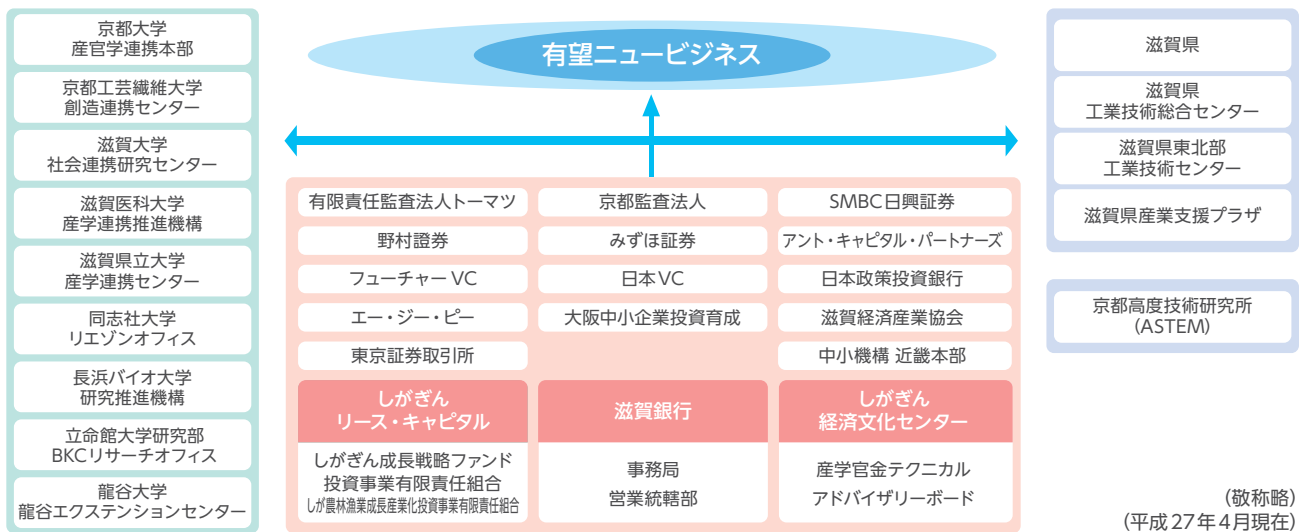 京都大学
産官学連携本部
京都工芸繊維大学
創造連携センター
滋賀大学
社会連携研究センター
滋賀医科大学
産学連携推進機構
滋賀県立大学
産学連携センター
同志社大学
リエゾンオフィス
長浜バイオ大学
研究推進機構
立命館大学研究部
BKCリサーチオフィス
龍谷大学
龍谷エクステンションセンター
有望ニュービジネス
有限責任監査法人トーマツ
京都監査法人
SMBC日興証券
野村證券
みずほ証券
アント・キャピタル・パートナーズ
フューチャーVC
日本VC
日本政策投資銀行
エー・ジー・ピー
大阪中小企業投資育成
滋賀経済産業協会
東京証券取引所
中小機構 近畿本部
しがぎん
リース・キャピタル
しがぎん成長戦略ファンド
投資事業有限責任組合
しが農林漁業成長産業化投資事業有限責任組合
滋賀銀行
事務局
営業統轄部
しがぎん
経済文化センター
産学官金テクニカル
アドバイザリーボード
滋賀県
滋賀県
工業技術総合センター
滋賀県東北部
工業技術センター
滋賀県産業支援プラザ
京都高度技術研究所
(ASTEM)
(敬称略)
(平成27年4月現在)